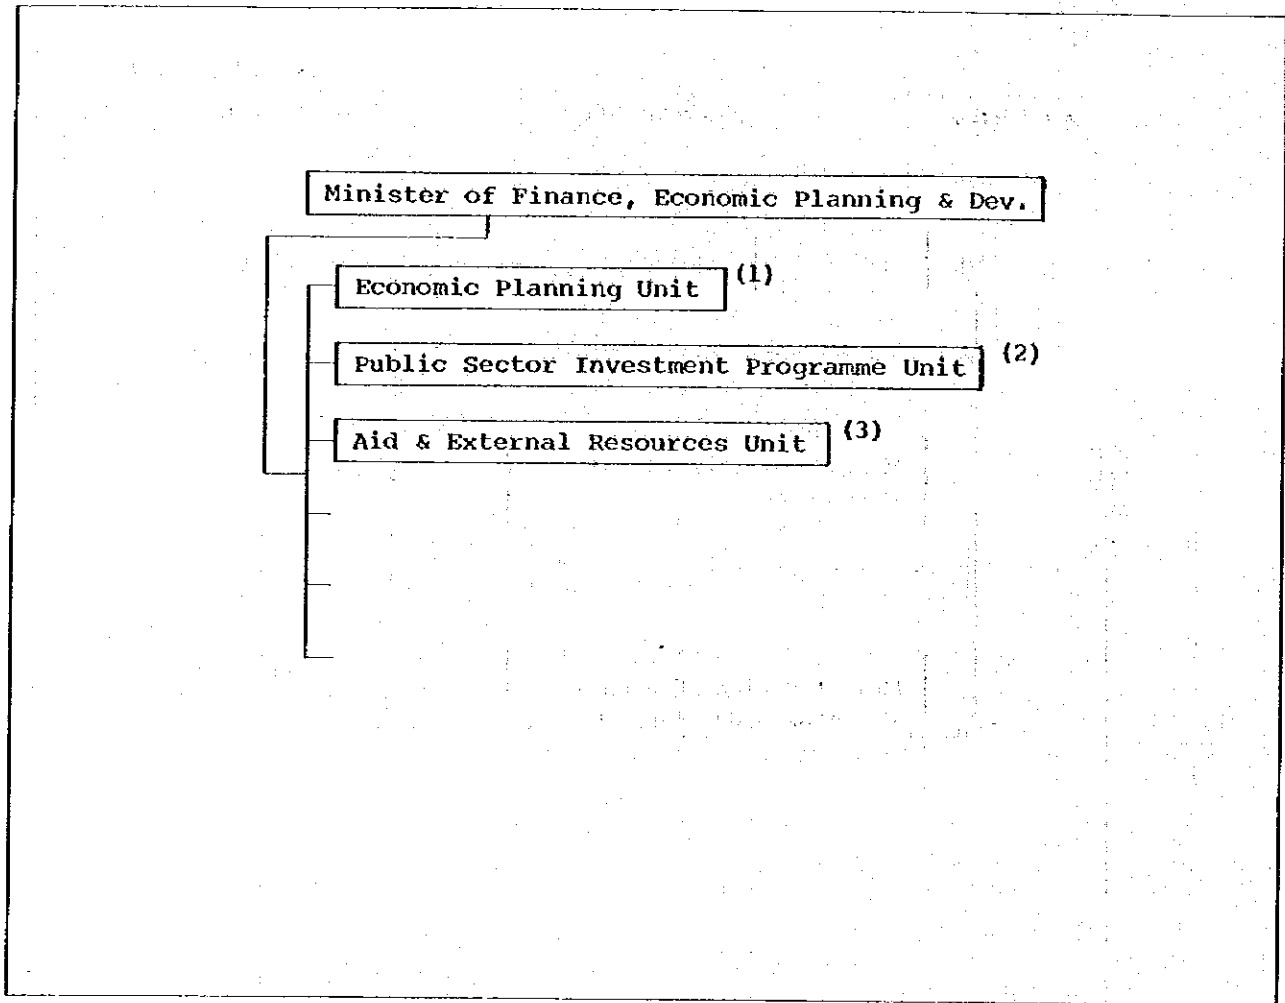 Minister of Finance, Economic Planning & Dev.
Economic Planning Unit (1)
Public Sector Investment Programme Unit (2)
Aid & External Resources Unit (3)